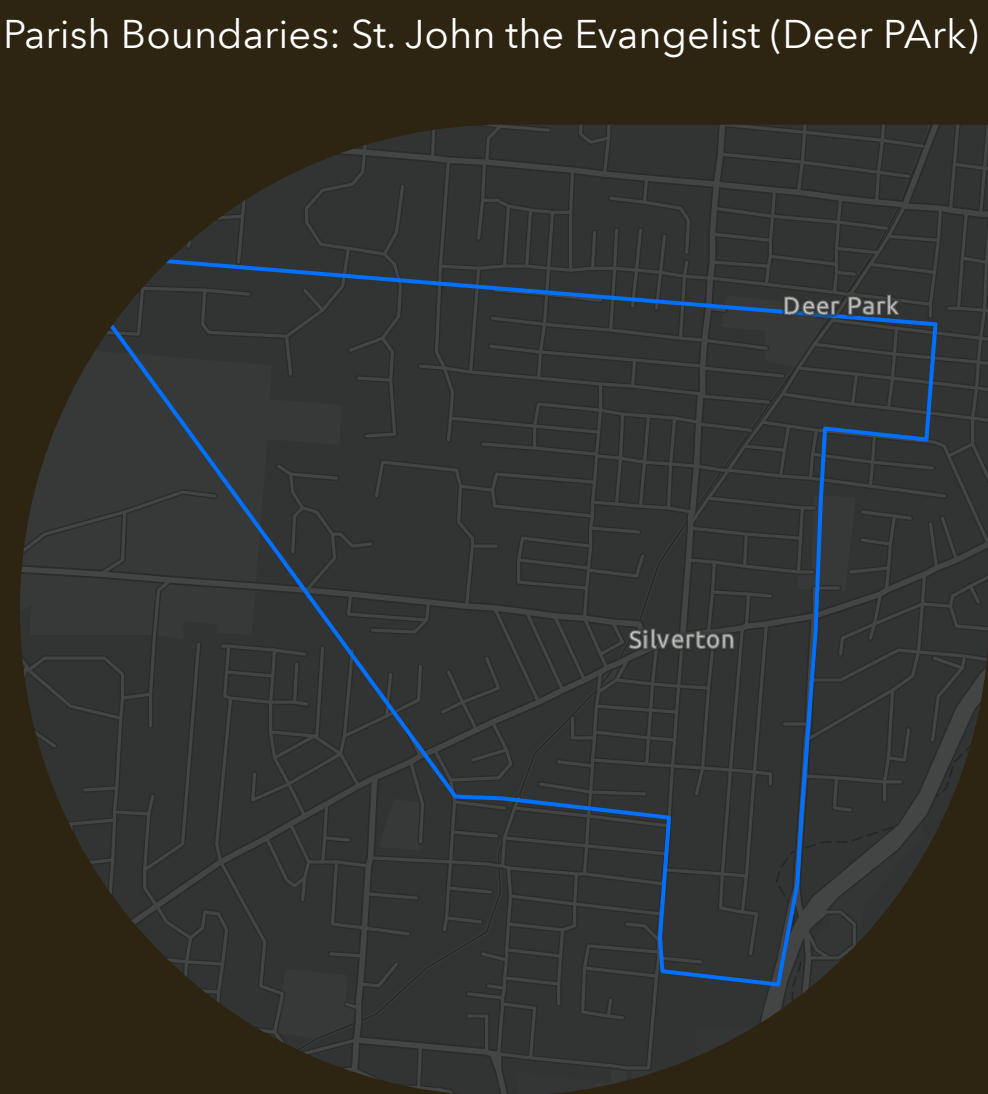 Parish Boundaries: St. John the Evangelist (Deer PArk)
Deer Park
Silverton